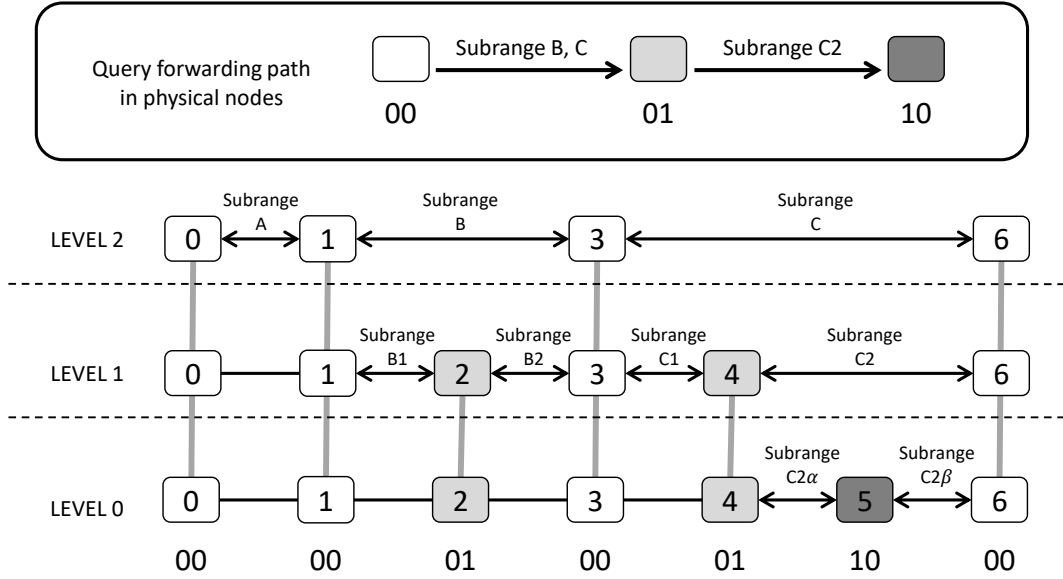 Query forwarding path
in physical nodes
Subrange B, C
Subrange C2
00
01
10
LEVEL 2
0
Subrange
A
1
Subrange
B
3
Subrange
C
6
LEVEL 1
0
1
Subrange
B1
2
Subrange
B2
3
Subrange
C1
4
Subrange
C2
6
LEVEL 0
0
1
2
3
4
Subrange
C2α
5
Subrange
C2β
6
00
00
01
00
01
10
00